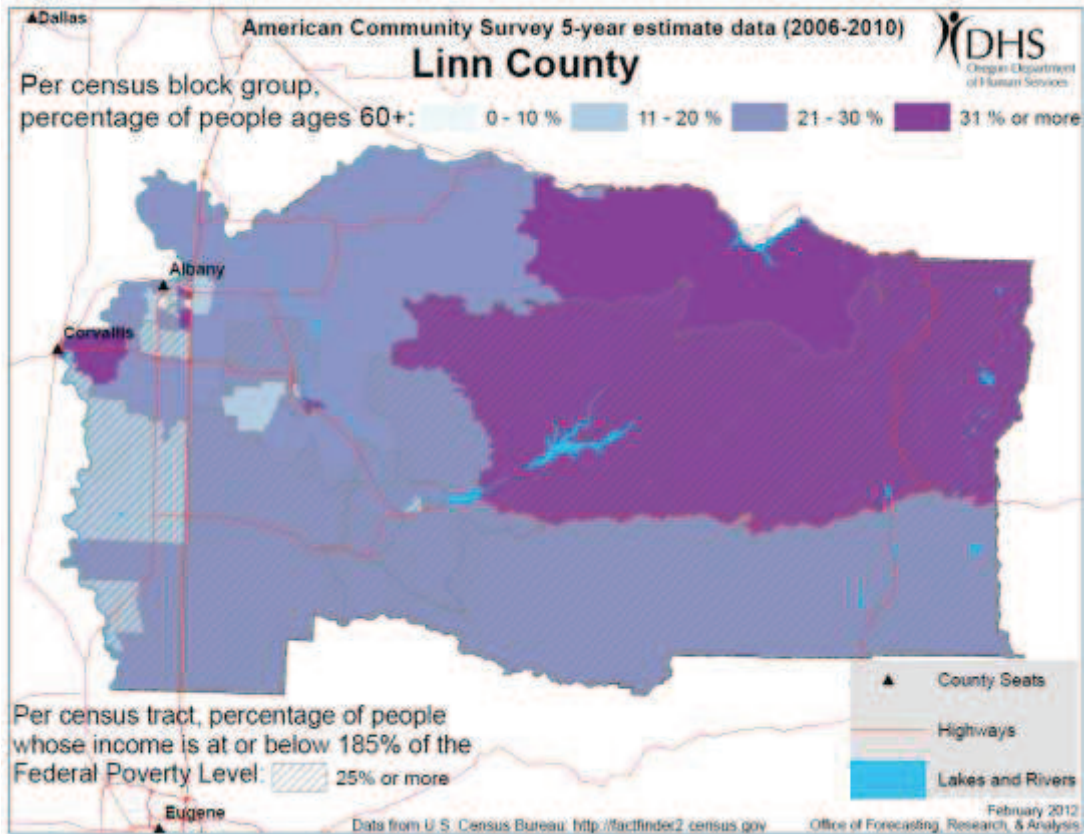 Dallas
American Community Survey 5-year estimate data (2006-2010)
Linn County
DHS
Oregon Department
of Human Services
Per census block group,
percentage of people ages 60+:
0 - 10 %
11 - 20 %
21 - 30 %
31 % or more
Albany
Corvallis
Per census tract, percentage of people
whose income is at or below 185% of the
Federal Poverty Level:
25% or more
County Seats
Highways
Lakes and Rivers
Eugene
Data from U.S. Census Bureau: http://factfinder2.census.gov
February 2012
Office of Forecasting, Research, & Analysis